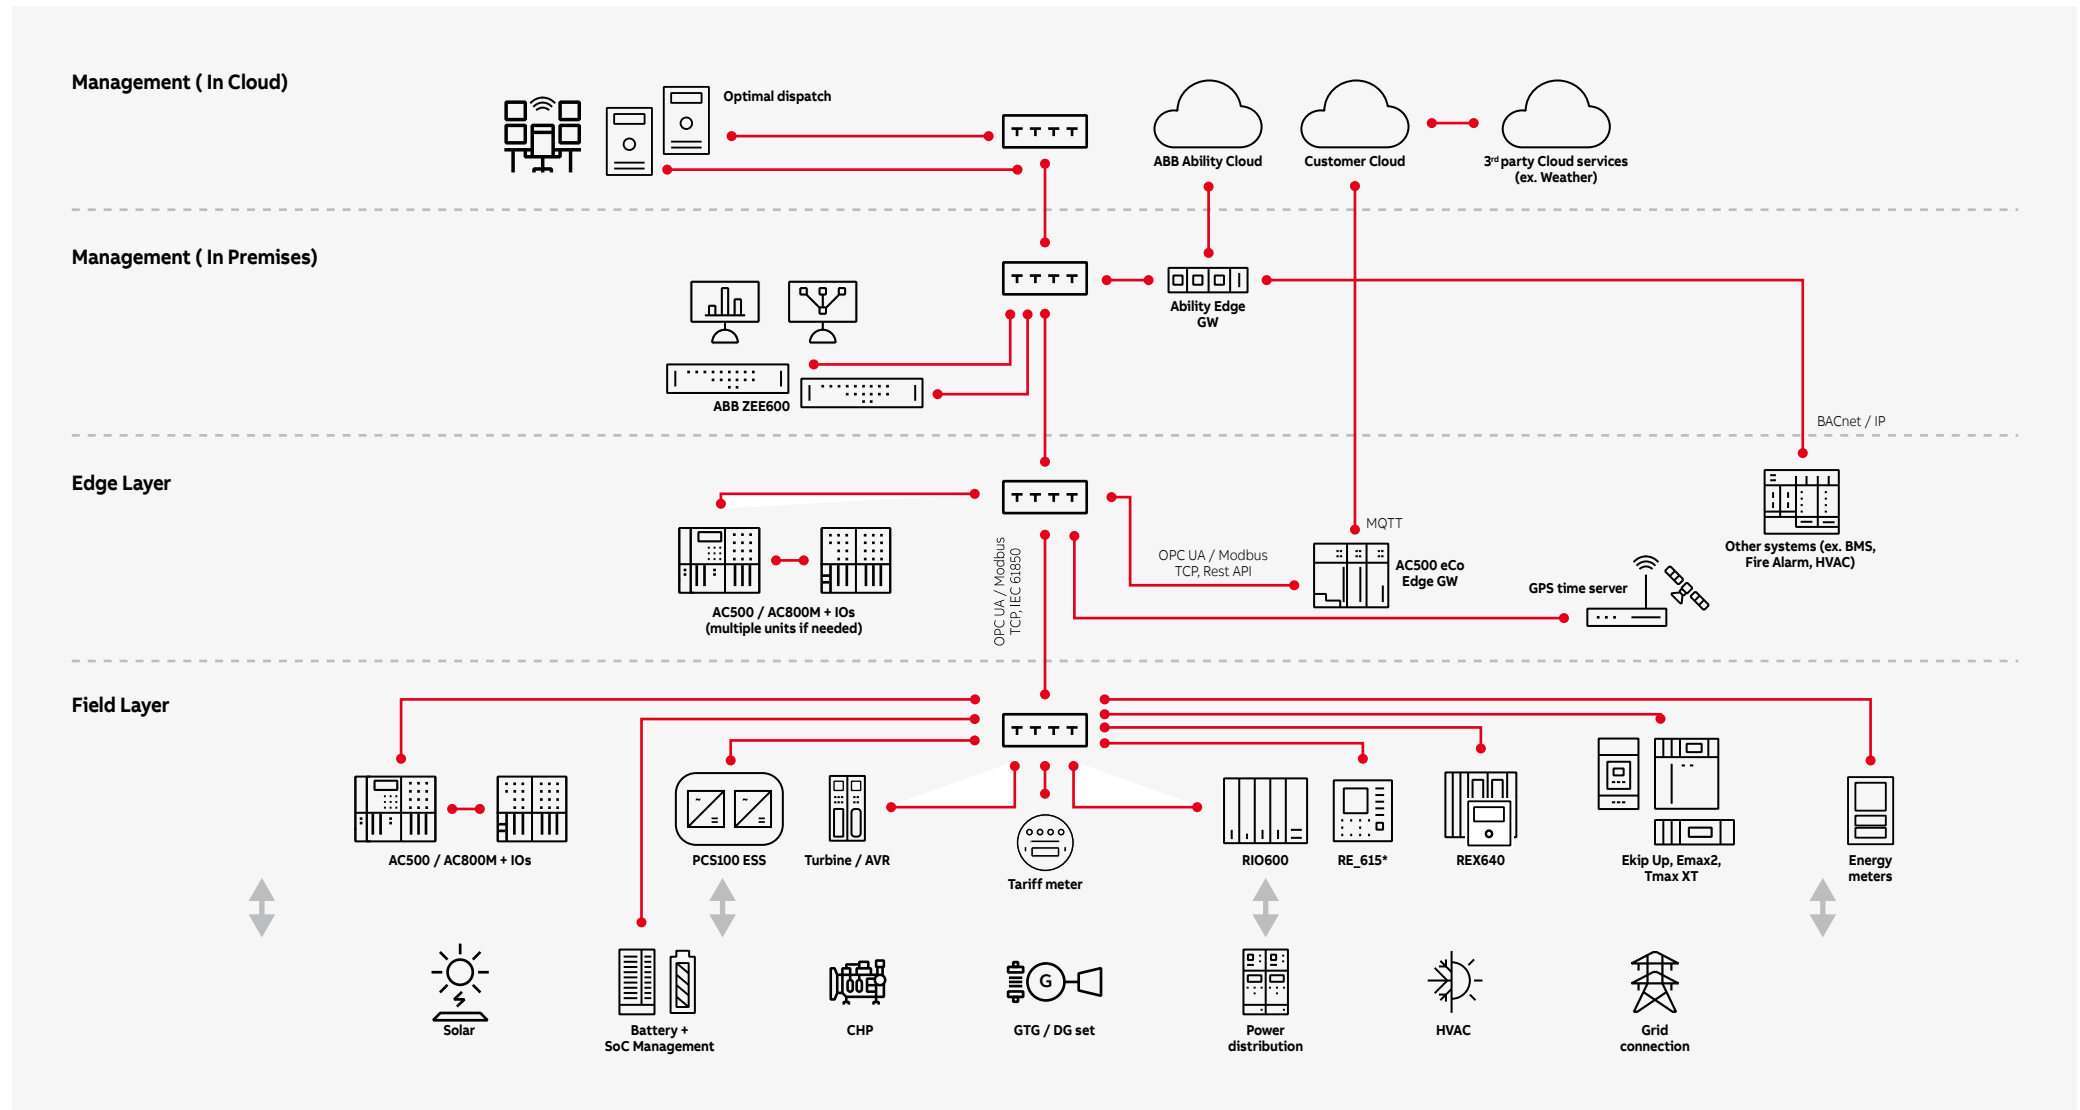 Management ( In Cloud)
Optimal dispatch
ABB Ability Cloud
Customer Cloud
3rd party Cloud services
(ex. Weather)
Management ( In Premises)
Ability Edge
GW
ABB ZEE600
BACnet / IP
Edge Layer
MQTT
OPC UA / Modbus
TCP, IEC 61850
OPC UA / Modbus
TCP, Rest API
AC500 eCo
Edge GW
Other systems (ex. BMS,
Fire Alarm, HVAC)
GPS time server
AC500 / AC800M + IOs
(multiple units if needed)
Field Layer
AC500 / AC800M + IOs
PCS100 ESS
Turbine / AVR
Tariff meter
RIO600
RE_615*
REX640
Ekip Up, Emax2,
Tmax XT
Energy
meters
G
Solar
Battery +
SoC Management
CHP
GTG / DG set
Power
distribution
HVAC
Grid
connection